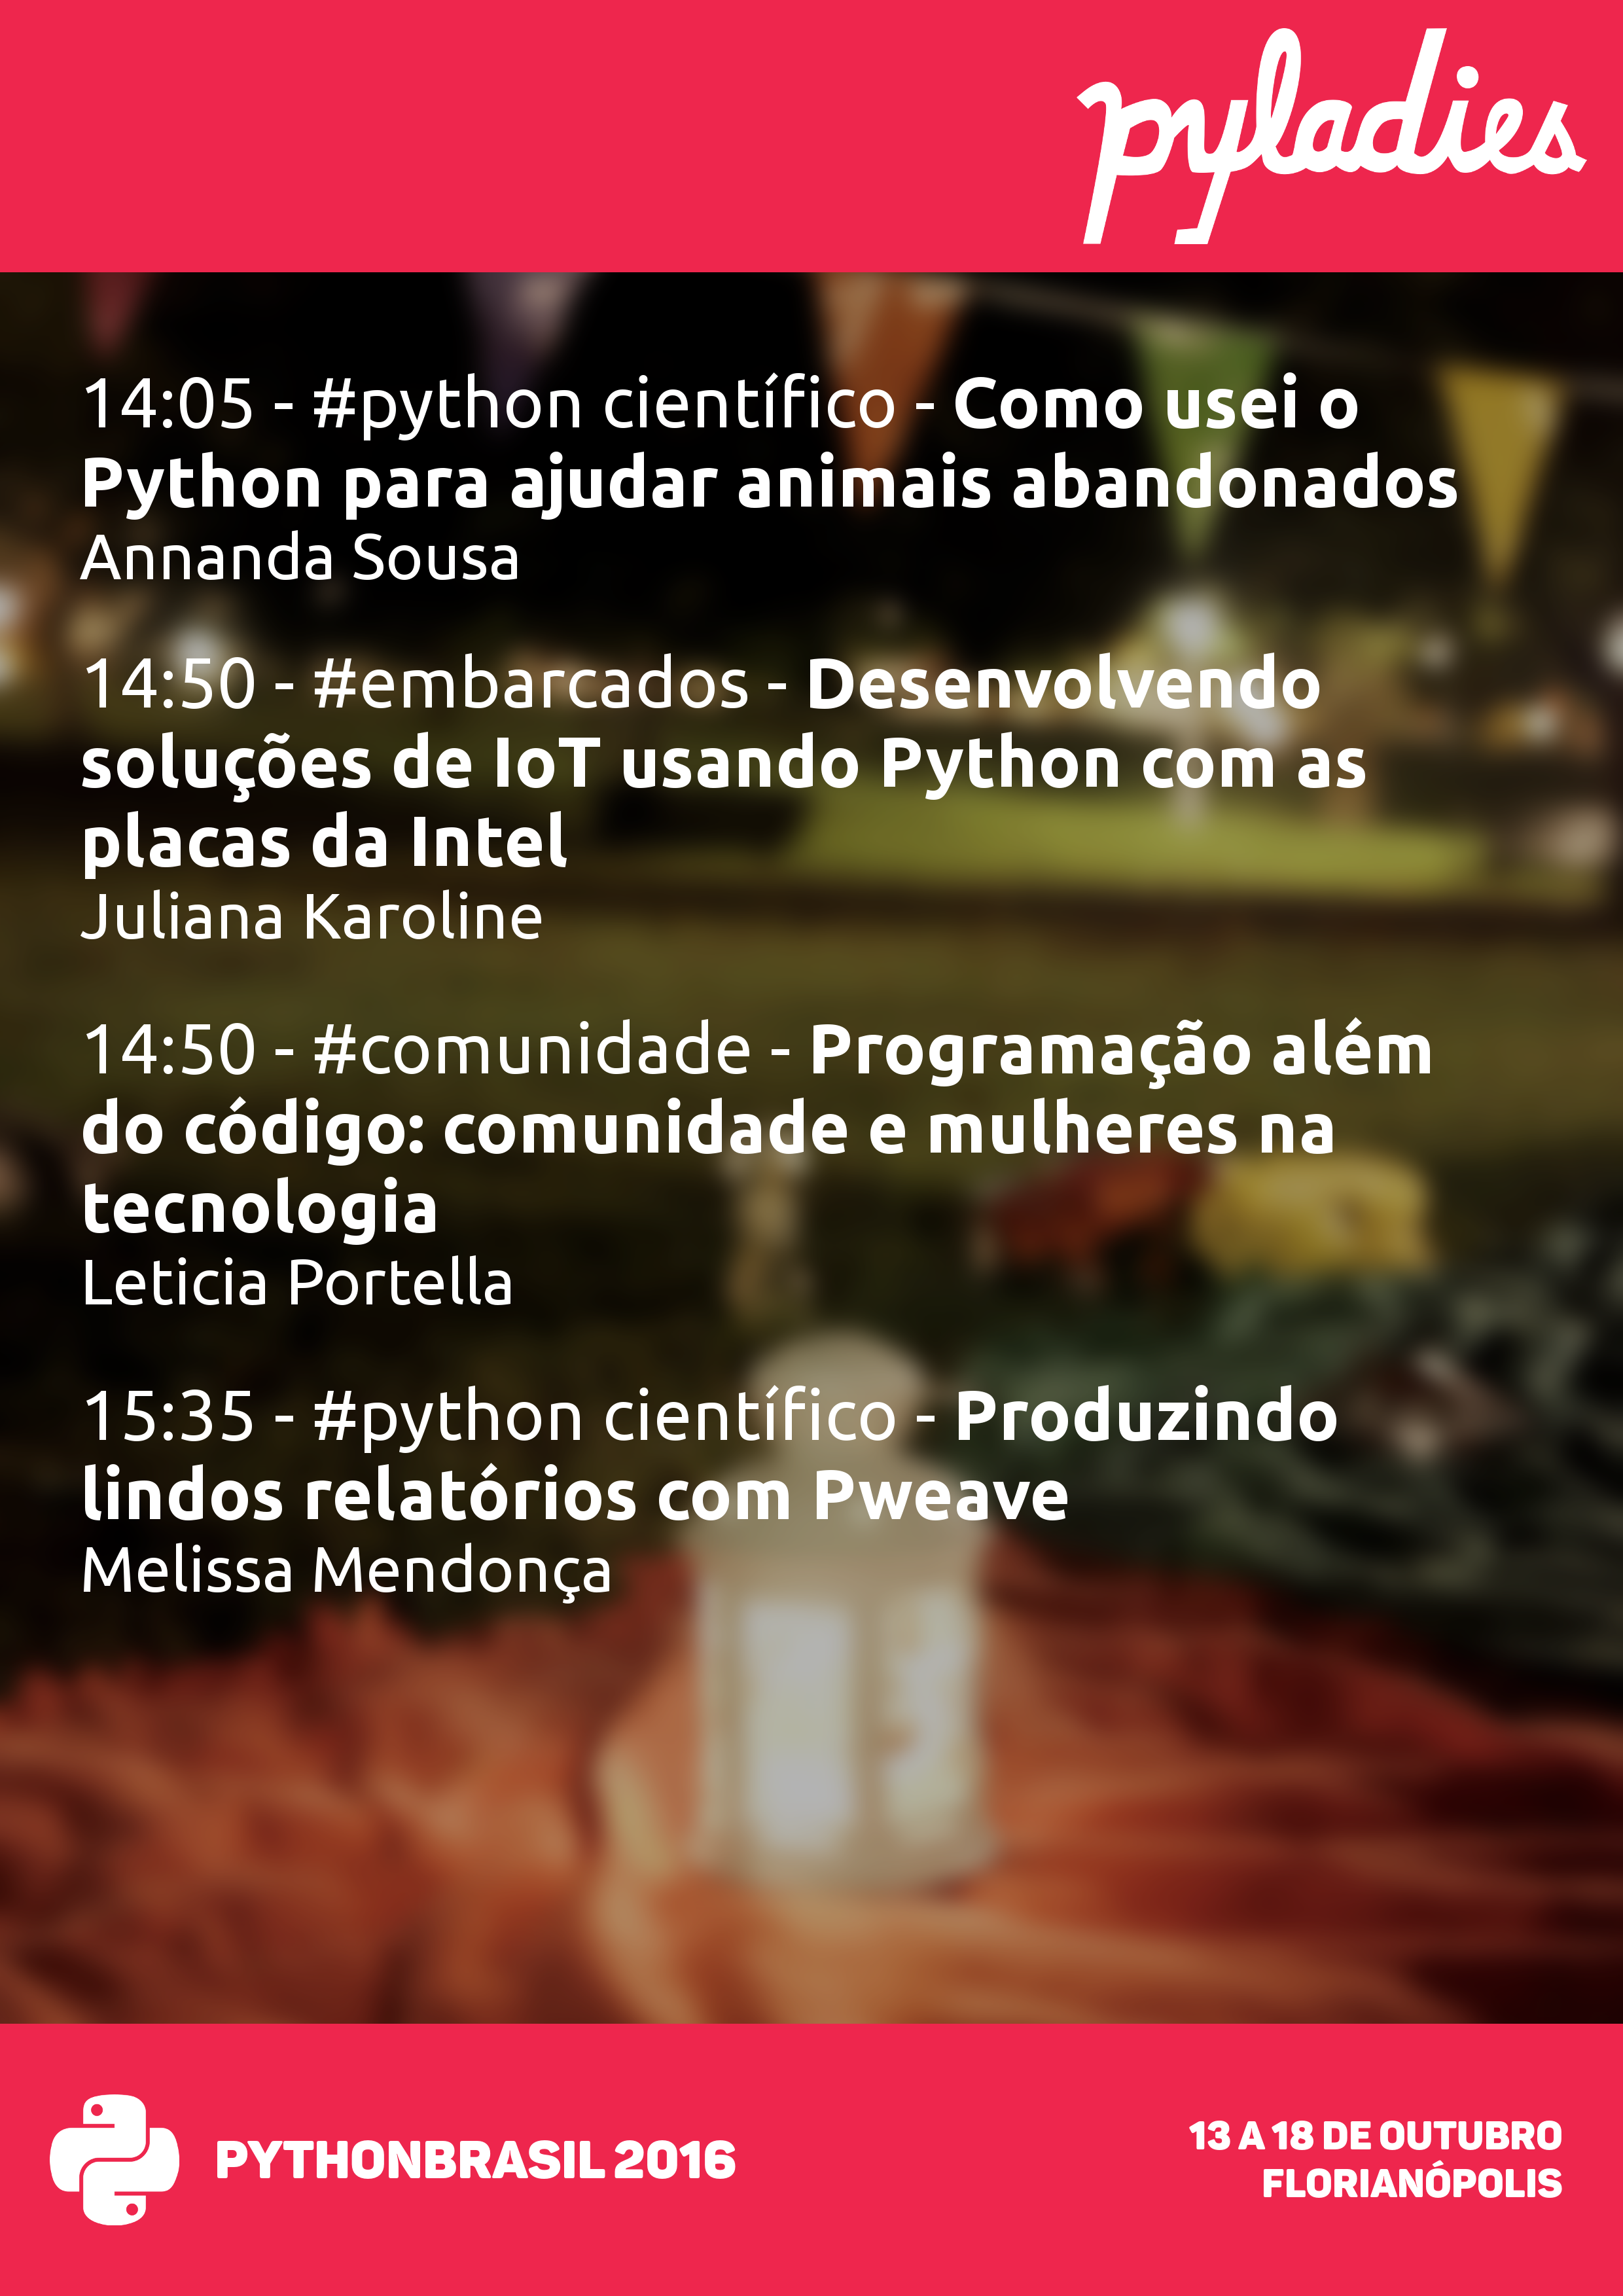 pyladies
14:05 - #python científico - Como usei o
Python para ajudar animais abandonados
Annanda Sousa
14:50 - #embarcados - Desenvolvendo
soluções de IoT usando Python com as
placas da Intel
Juliana Karoline
14:50 - #comunidade - Programação além
do código: comunidade e mulheres na
tecnologia
Leticia Portella
15:35 - #python científico - Produzindo
lindos relatórios com Pweave
Melissa Mendonça
PYTHONBRASIL 2016
13 A 18 DE OUTUBRO
FLORIANÓPOLIS